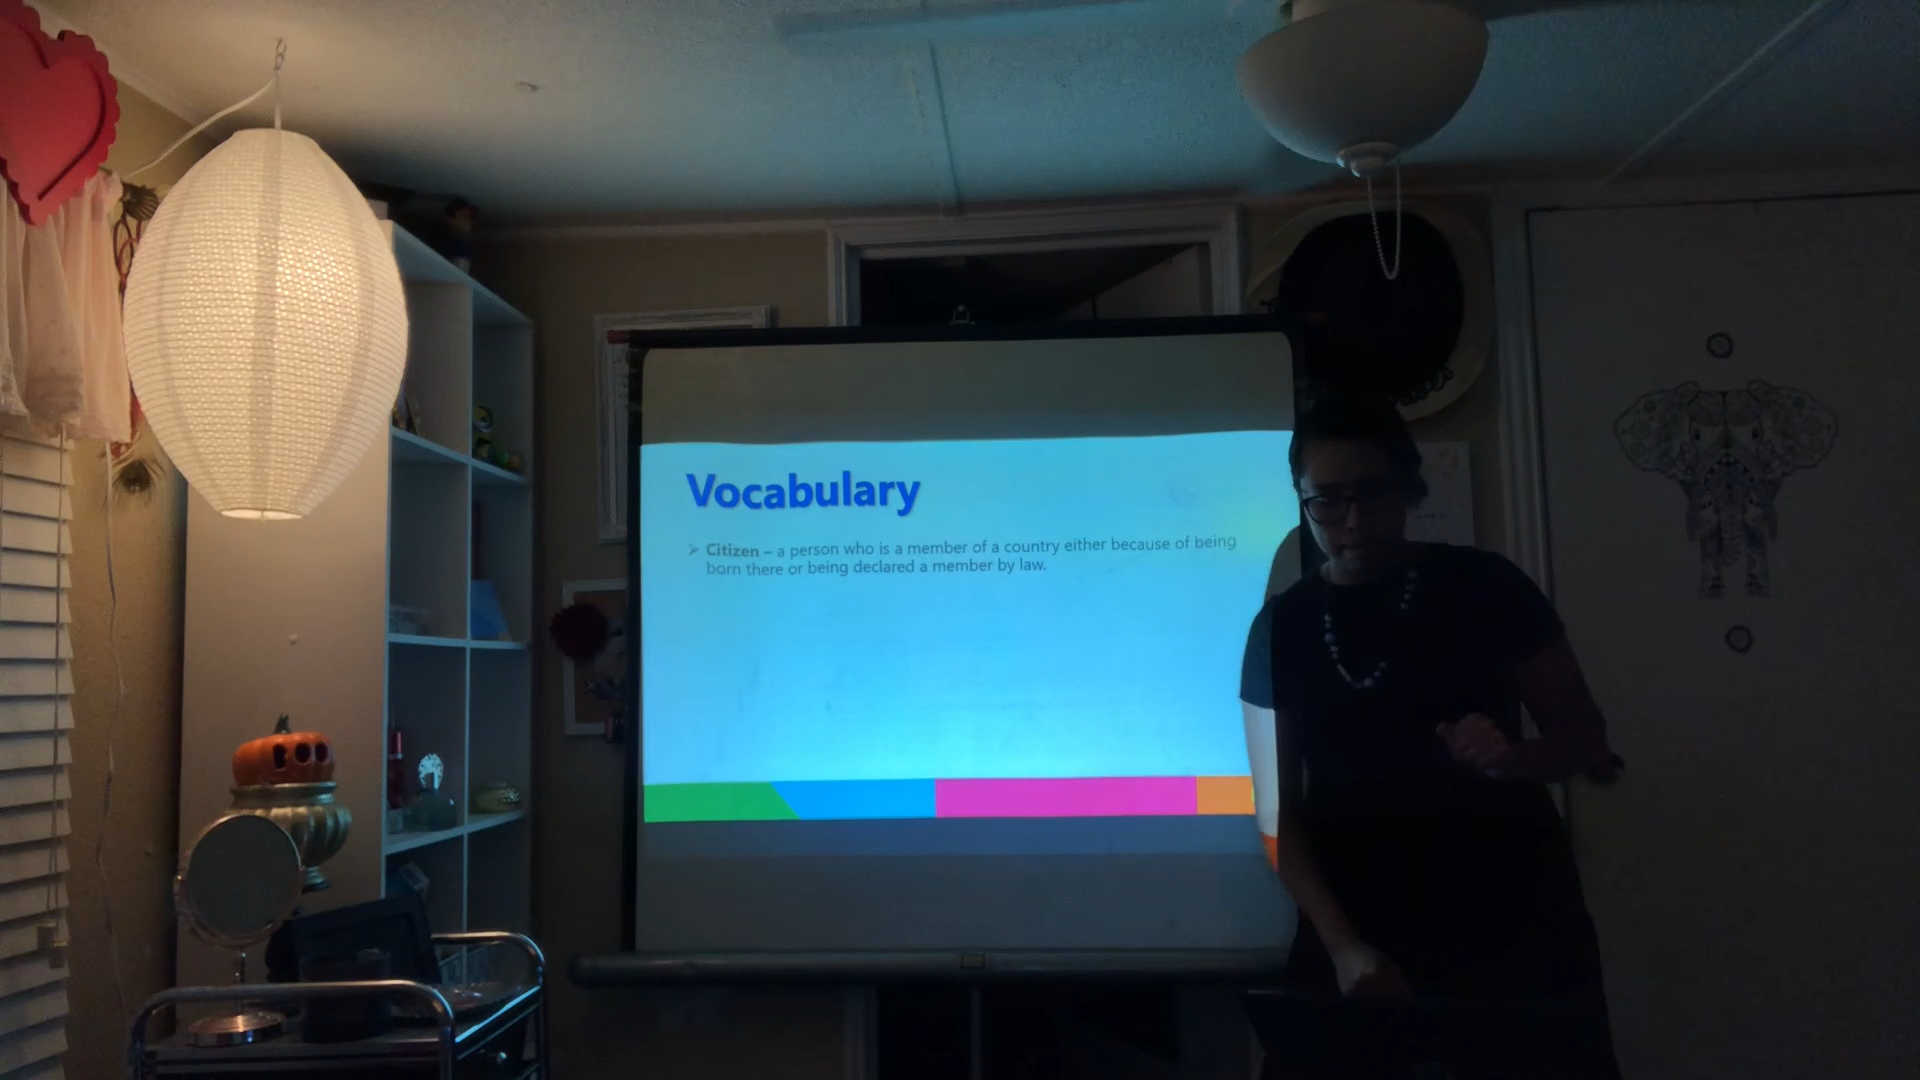 Vocabulary
➢ Citizen – a person who is a member of a country either because of being
born there or being declared a member by law.
BOO